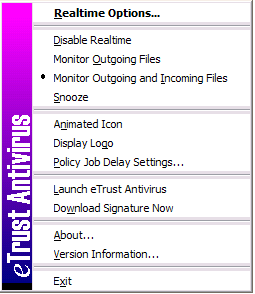 Realtime Options...
Disable Realtime
Monitor Outgoing Files
Monitor Outgoing and Incoming Files
Snooze
Animated Icon
Display Logo
Policy Job Delay Settings...
Launch eTrust Antivirus
Download Signature Now
About...
Version Information...
Exit
eTrust Antivirus